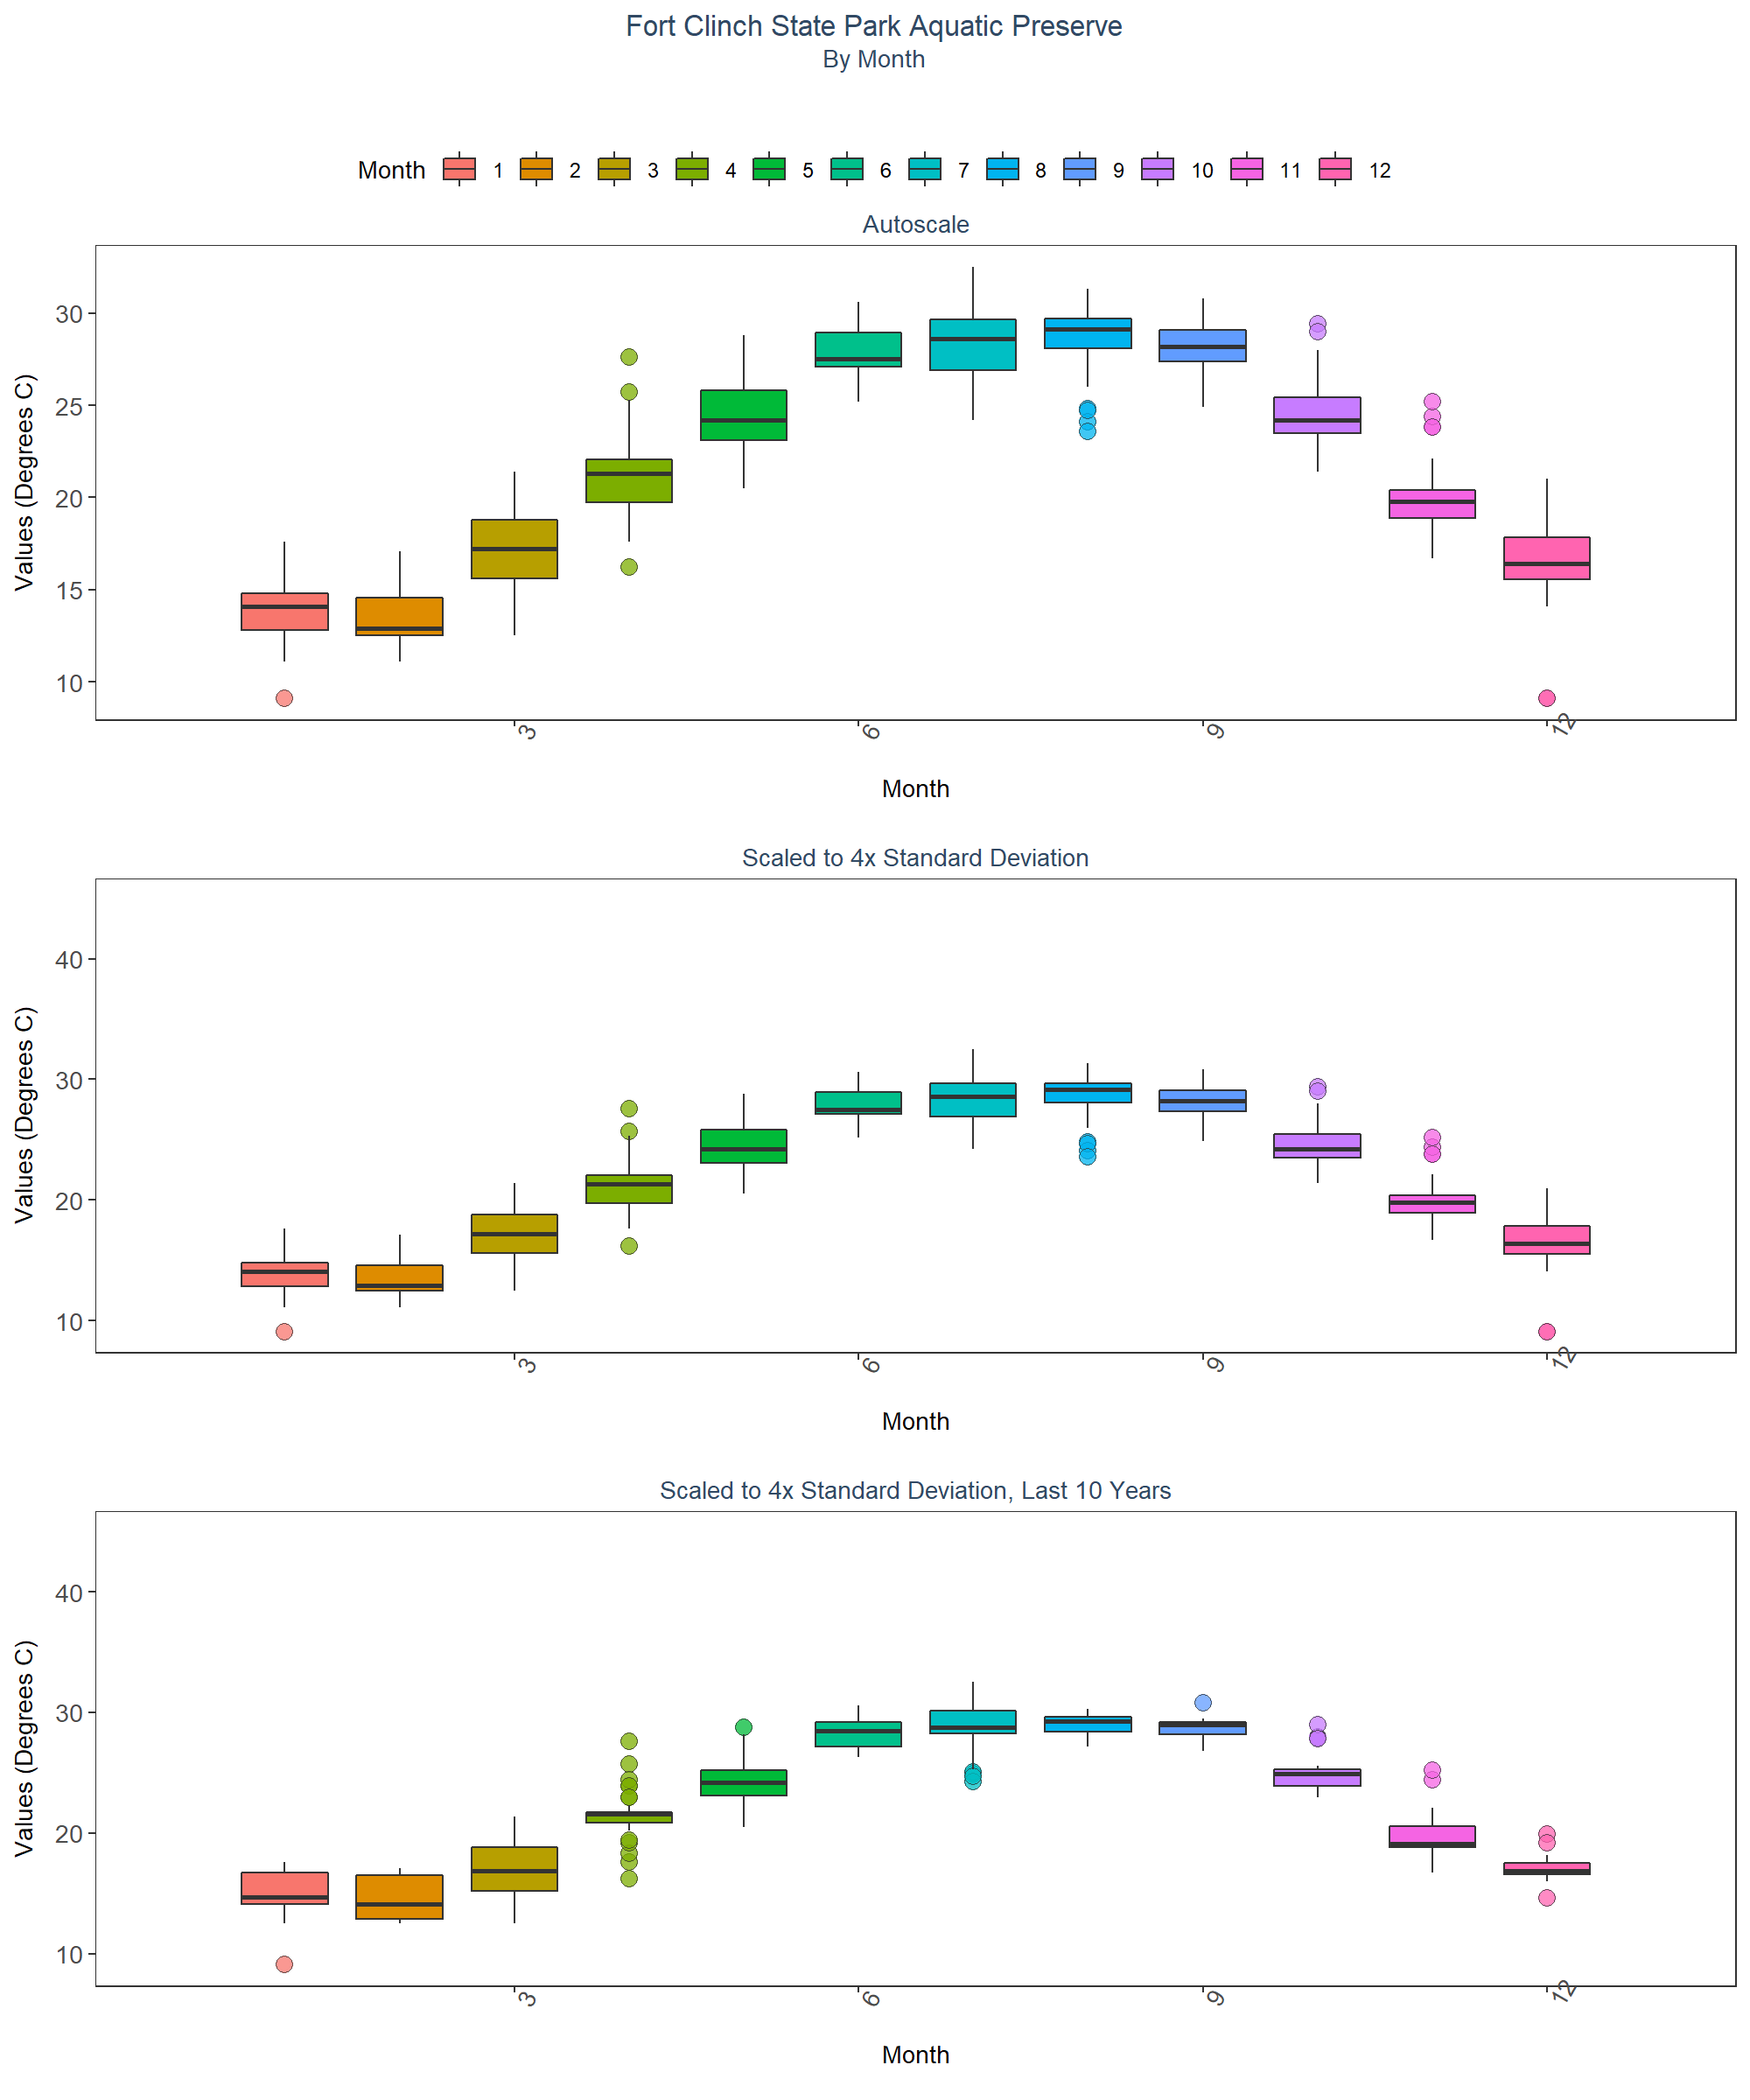 Fort Clinch State Park Aquatic Preserve
By Month
Month 1 2 3 4 5 6 7 8 9 10 11 12
Autoscale
Values (Degrees C)
30
25
20
15
10
3 6 9 12
Month
Scaled to 4x Standard Deviation
Values (Degrees C)
40
30
20
10
3 6 9 12
Month
Scaled to 4x Standard Deviation, Last 10 Years
Values (Degrees C)
40
30
20
10
3 6 9 12
Month